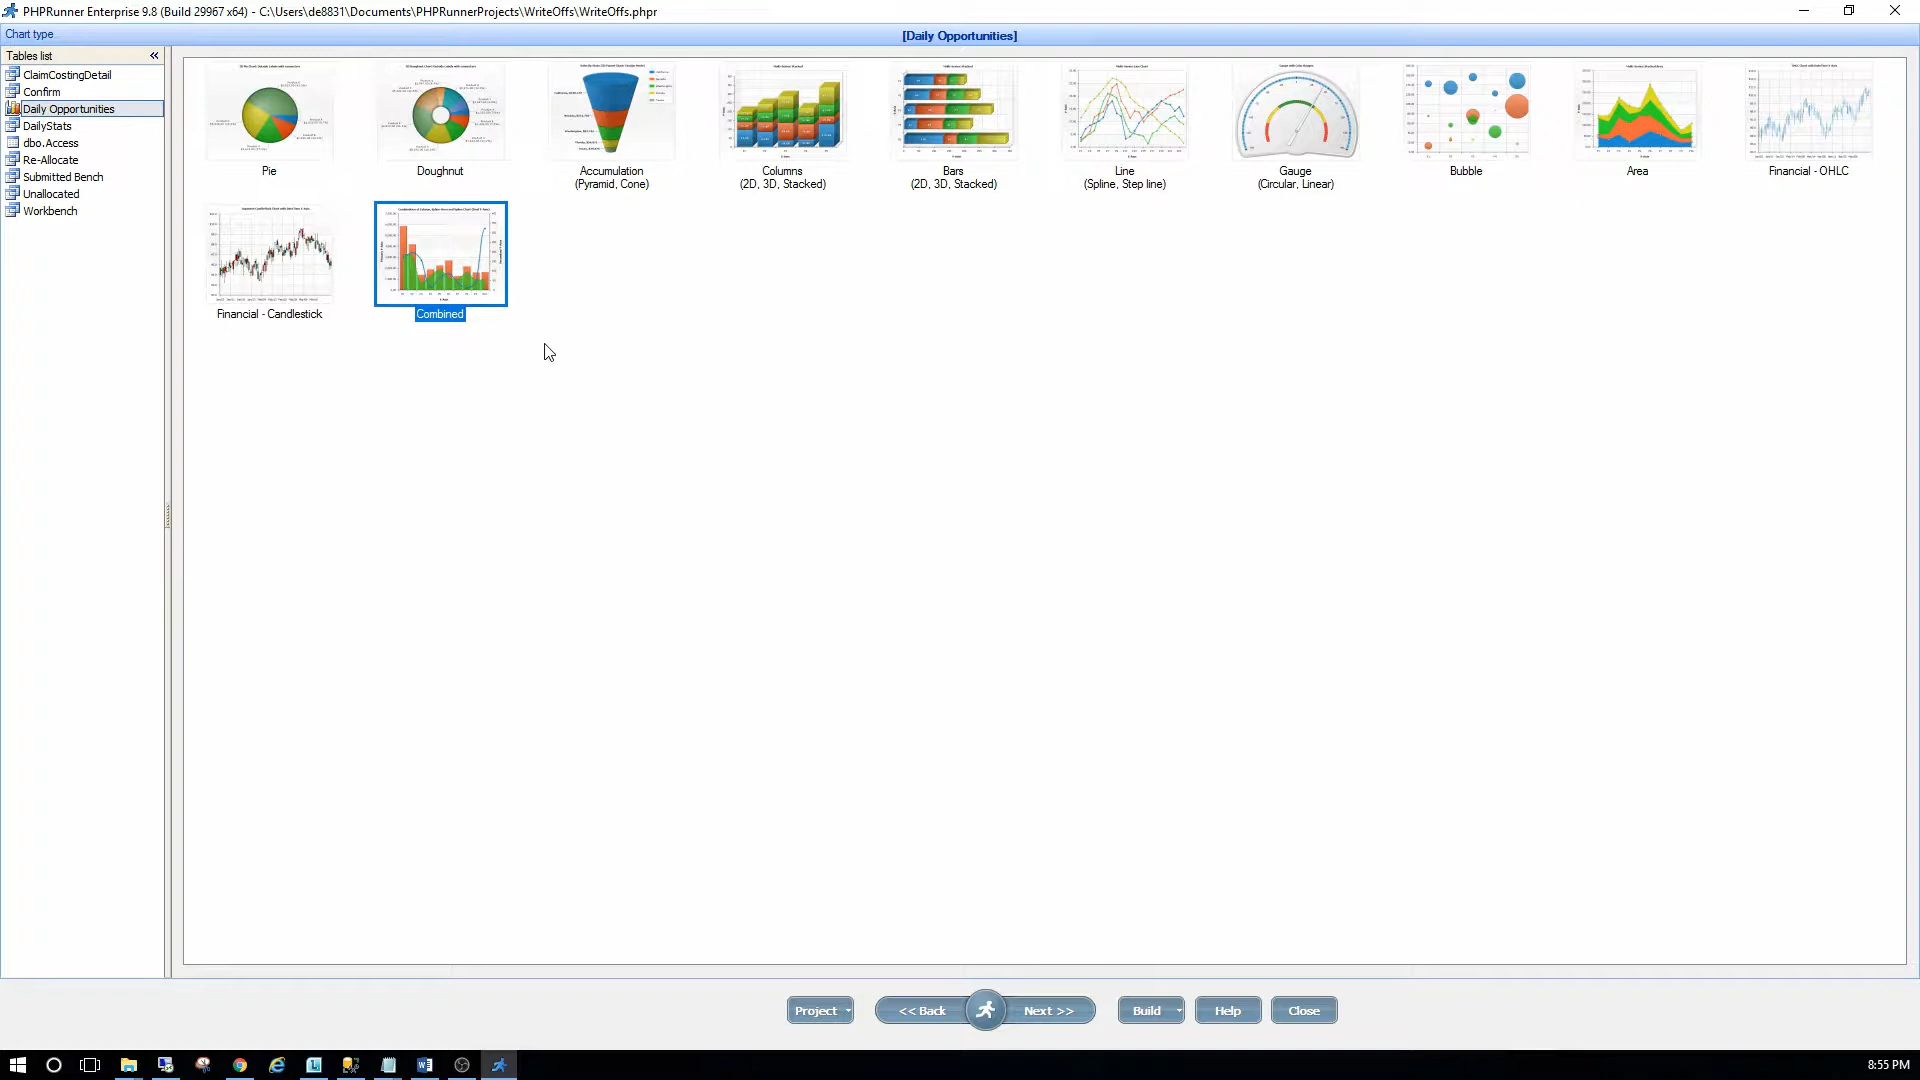 PHPRunner Enterprise 9.8 (Build 29967 x64) - C:\Users\de8831\Documents\PHPRunnerProjects\WriteOffs\WriteOffs.phpr
Chart type
[Daily Opportunities]
Tables list
«
ClaimCostingDetail
Confirm
Daily Opportunities
DailyStats
dbo.Access
Re-Allocate
Submitted Bench
Unallocated
Workbench
Pie
Doughnut
Accumulation
(Pyramid, Cone)
Columns
(2D, 3D, Stacked)
Bars
(2D, 3D, Stacked)
Line
(Spline, Step line)
Gauge
(Circular, Linear)
Bubble
Area
Financial - OHLC
Financial - Candlestick
Combined
Project
<< Back
Next >>
Build
Help
Close
8:55 PM